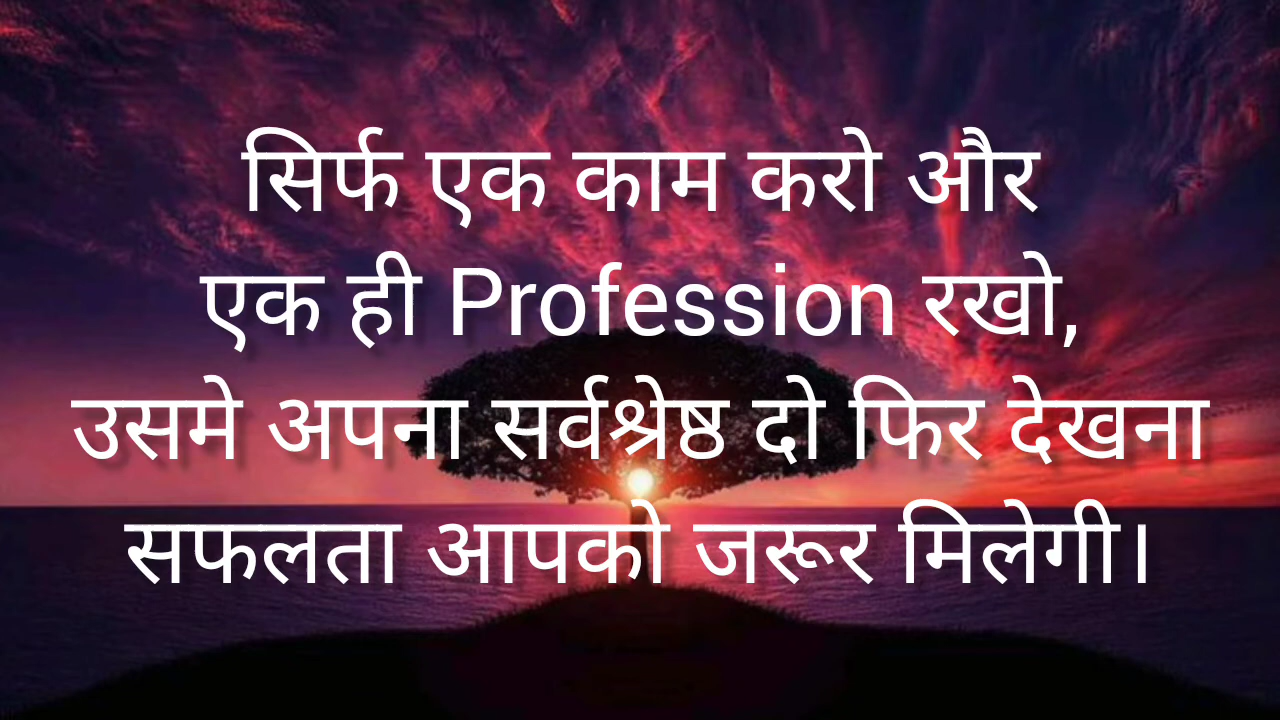 सिर्फ एक काम करो और
एक ही Profession रखो,
उसमे अपना सर्वश्रेष्ठ दो फिर देखना
सफलता आपको जरूर मिलेगी।